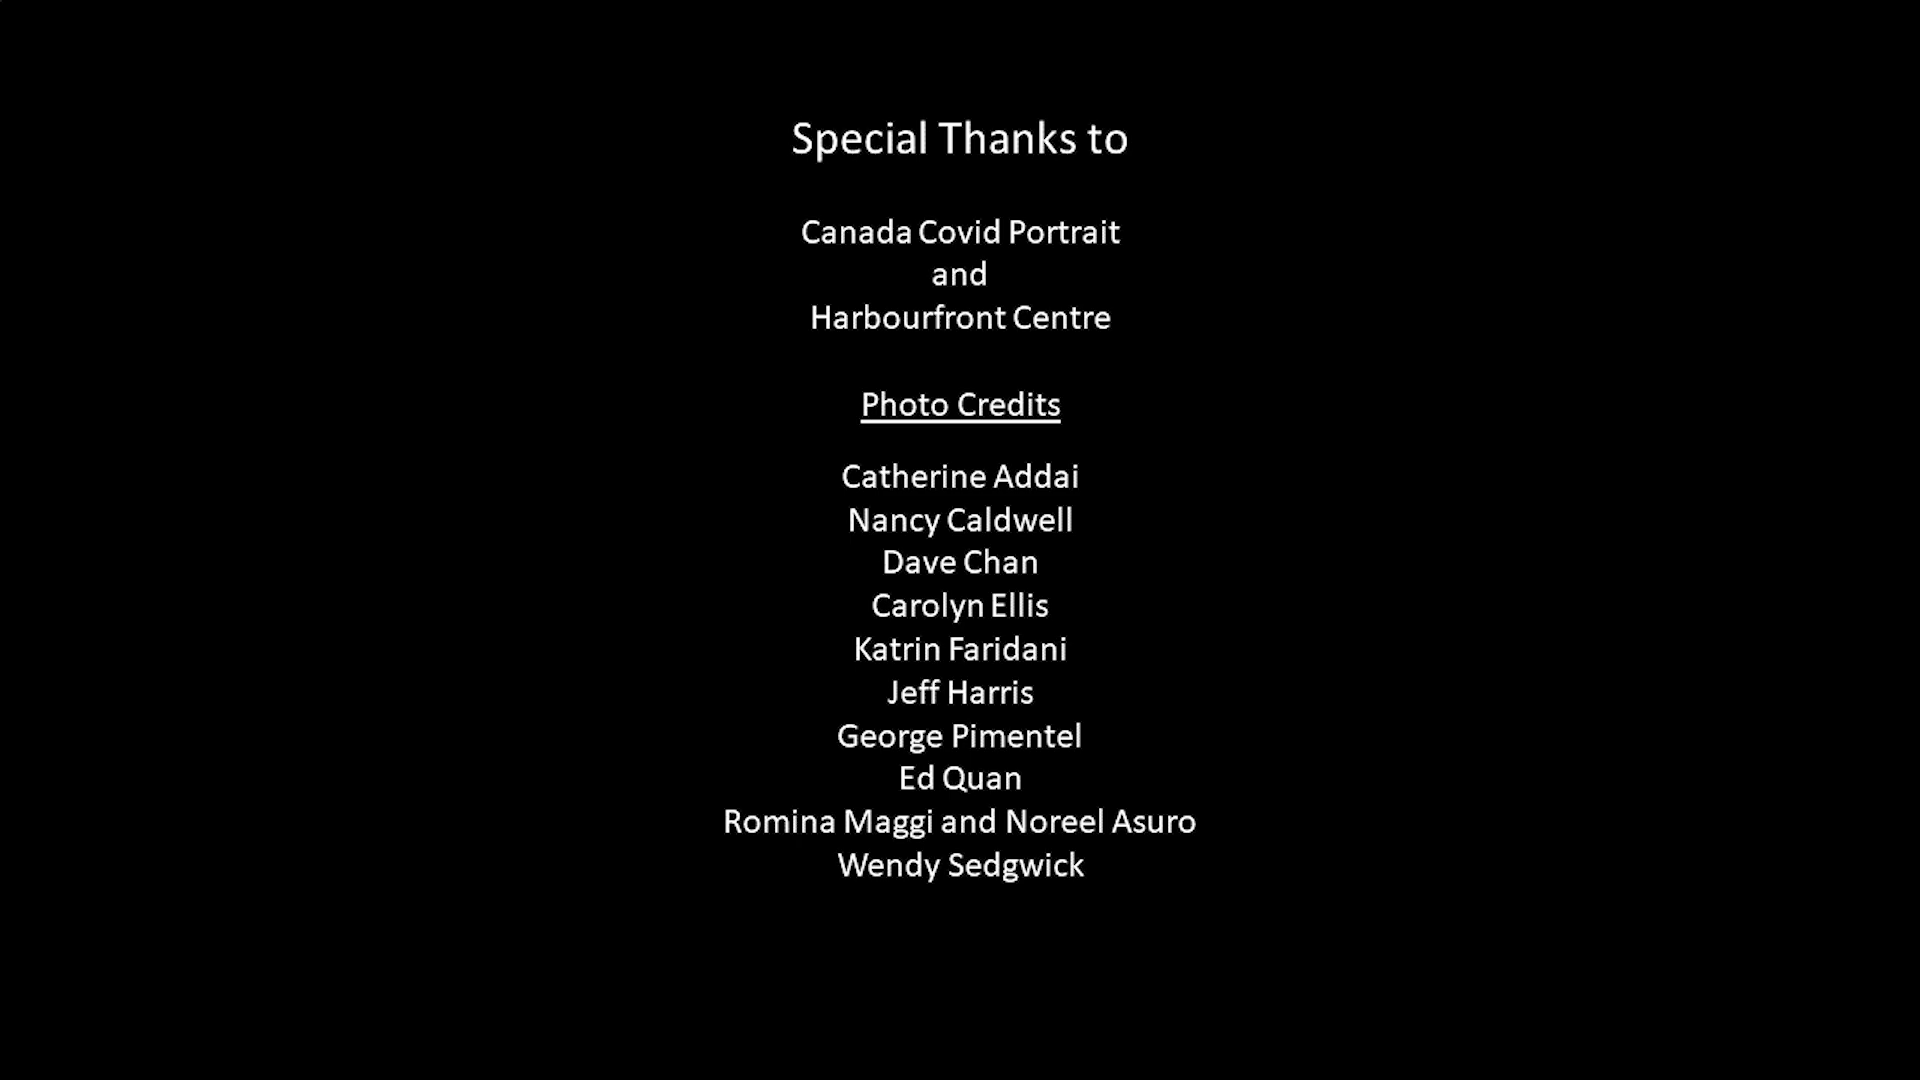 Special Thanks to
Canada Covid Portrait
and
Harbourfront Centre
Photo Credits
Catherine Addai
Nancy Caldwell
Dave Chan
Carolyn Ellis
Katrin Faridani
Jeff Harris
George Pimentel
Ed Quan
Romina Maggi and Noreel Asuro
Wendy Sedgwick